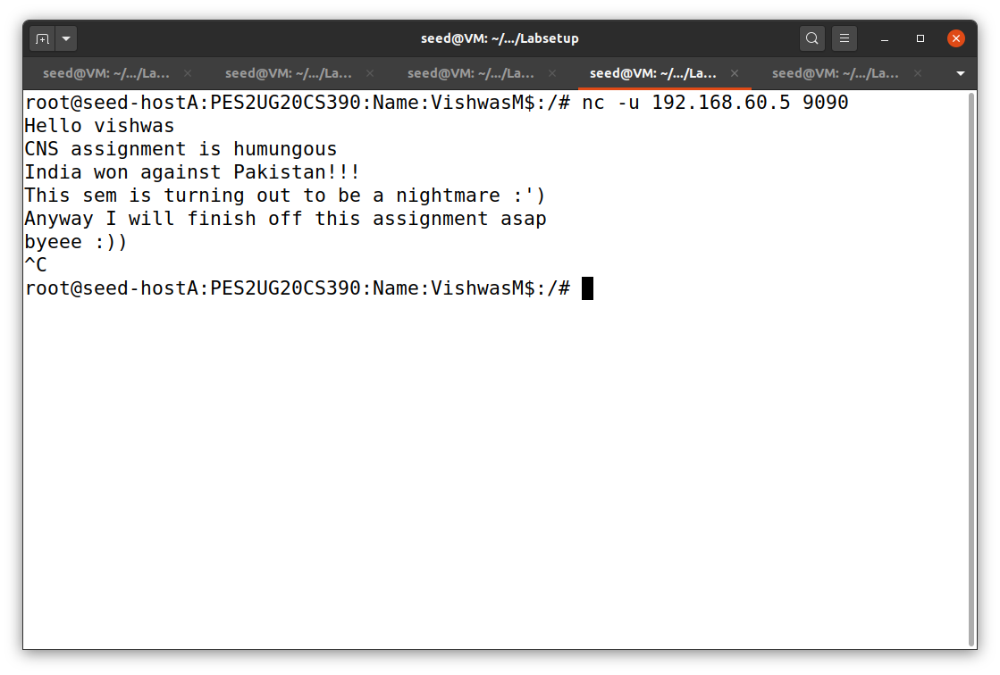 seed@VM: ~/.../Labsetup
seed@VM: ~/.../La... seed@VM: ~/.../La... seed@VM: ~/.../La... seed@VM: ~/.../La... seed@VM: ~/.../La...
root@seed-hostA:PES2UG20CS390:Name:VishwasM$:/# nc -u 192.168.60.5 9090
Hello vishwas
CNS assignment is humungous
India won against Pakistan!!!
This sem is turning out to be a nightmare :')
Anyway I will finish off this assignment asap
byeee :))
^C
root@seed-hostA:PES2UG20CS390:Name:VishwasM$:/#